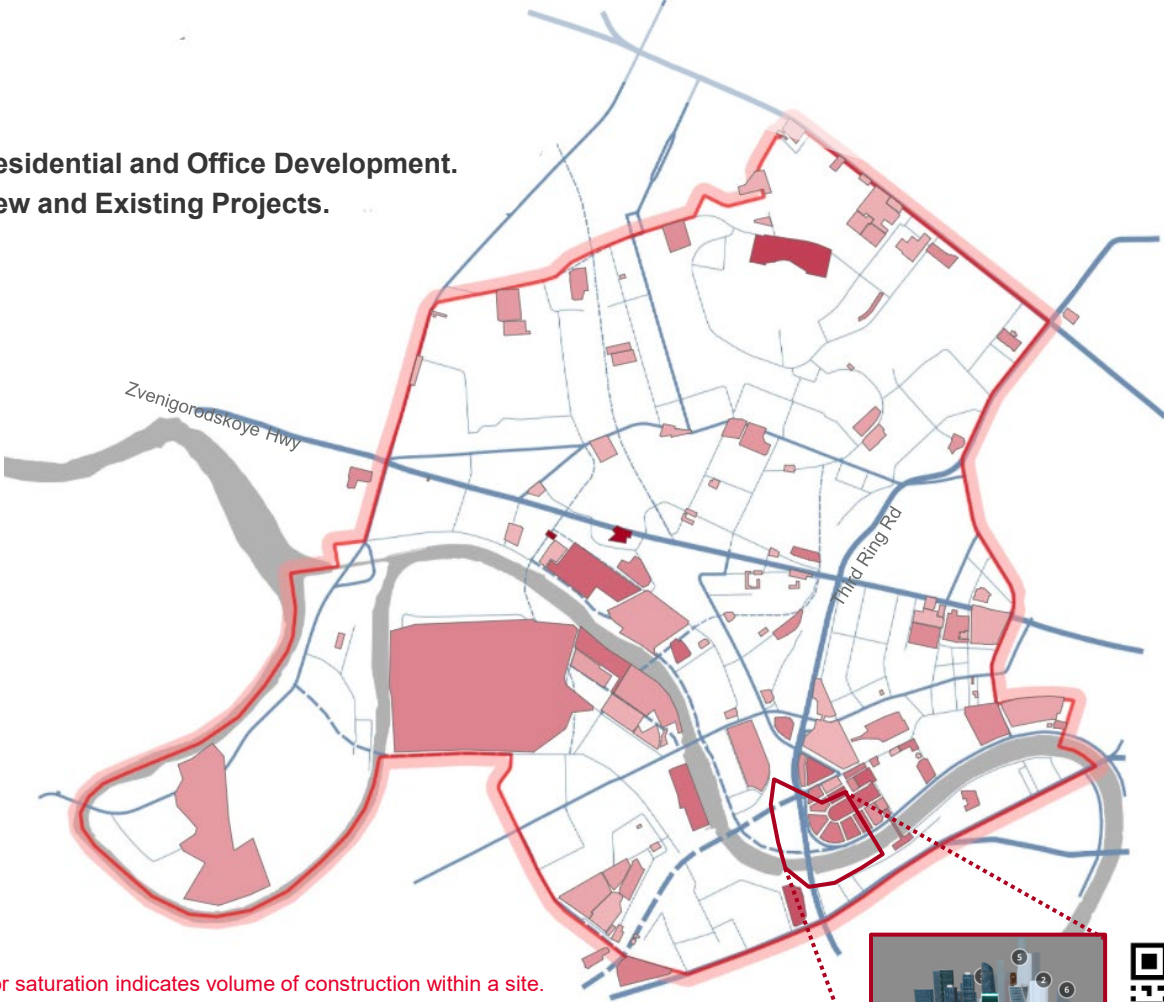 esidential and Office Development.
ew and Existing Projects.
Zvenigorodskoye Hwy
Third Ring Rd
or saturation indicates volume of construction within a site.
5
2
6